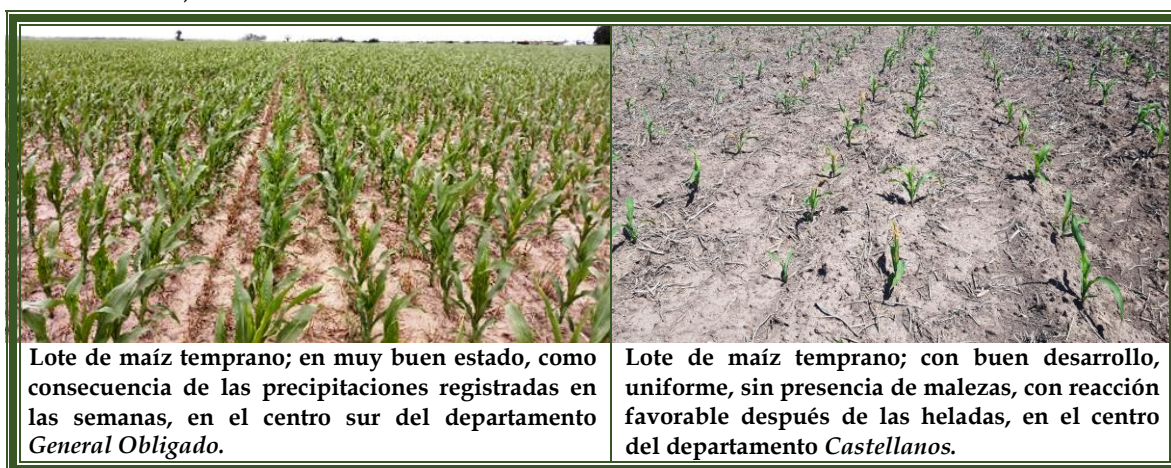 Lote de maíz temprano; en muy buen estado, como
consecuencia de las precipitaciones registradas en
las semanas, en el centro sur del departamento
General Obligado.
Lote de maíz temprano; con buen desarrollo,
uniforme, sin presencia de malezas, con reacción
favorable después de las heladas, en el centro
del departamento Castellanos.